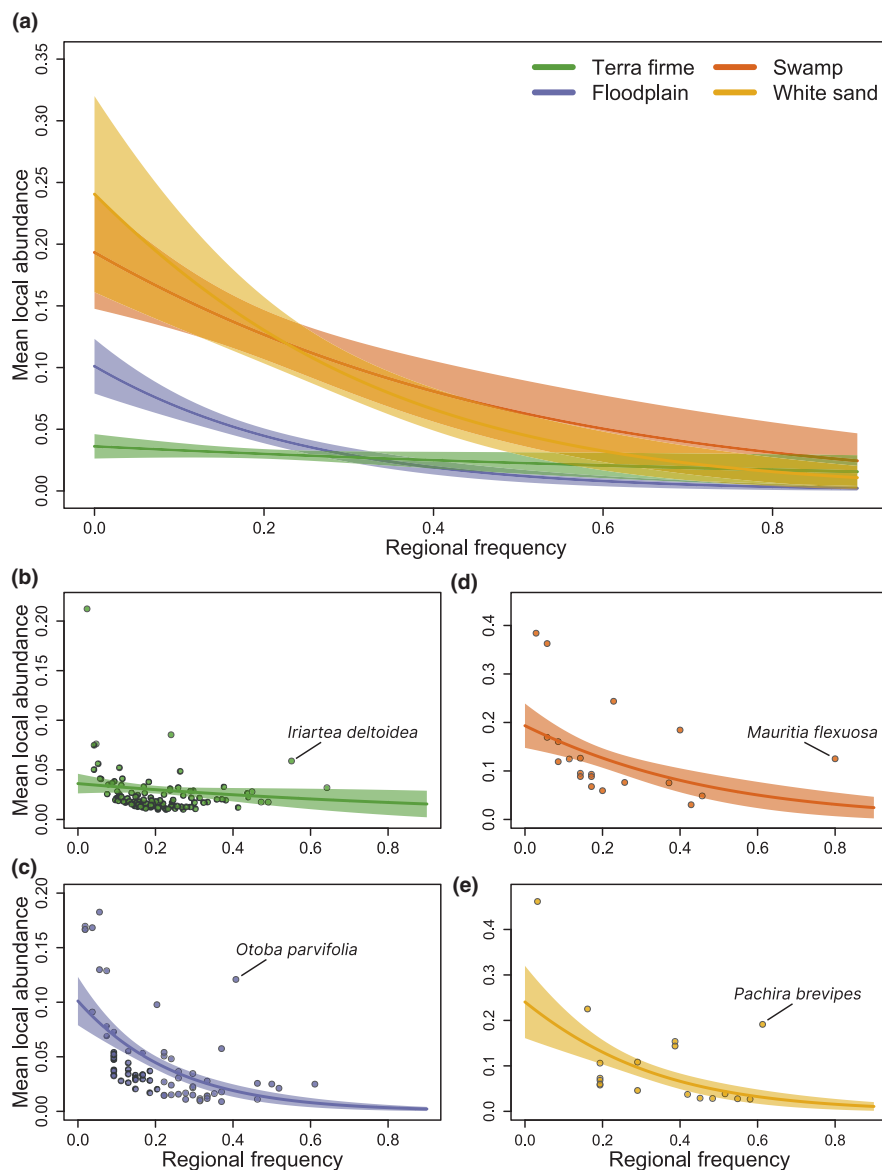 (a)
Mean local abundance
0.35
0.30
0.25
0.20
0.15
0.10
0.05
0.00
Terra firme
Floodplain
Swamp
White sand
0.0 0.2 0.4 0.6 0.8
Regional frequency
(b)
Mean local abundance
0.20
0.15
0.10
0.05
0.00
Iriartea deltoidea
0.0 0.2 0.4 0.6 0.8
(d)
Mean local abundance
0.4
0.3
0.2
0.1
0.0
Mauritia flexuosa
0.0 0.2 0.4 0.6 0.8
(c)
Mean local abundance
0.20
0.15
0.10
0.05
0.00
Otoba parvifolia
0.0 0.2 0.4 0.6 0.8
Regional frequency
(e)
Mean local abundance
0.4
0.3
0.2
0.1
0.0
Pachira brevipes
0.0 0.2 0.4 0.6 0.8
Regional frequency